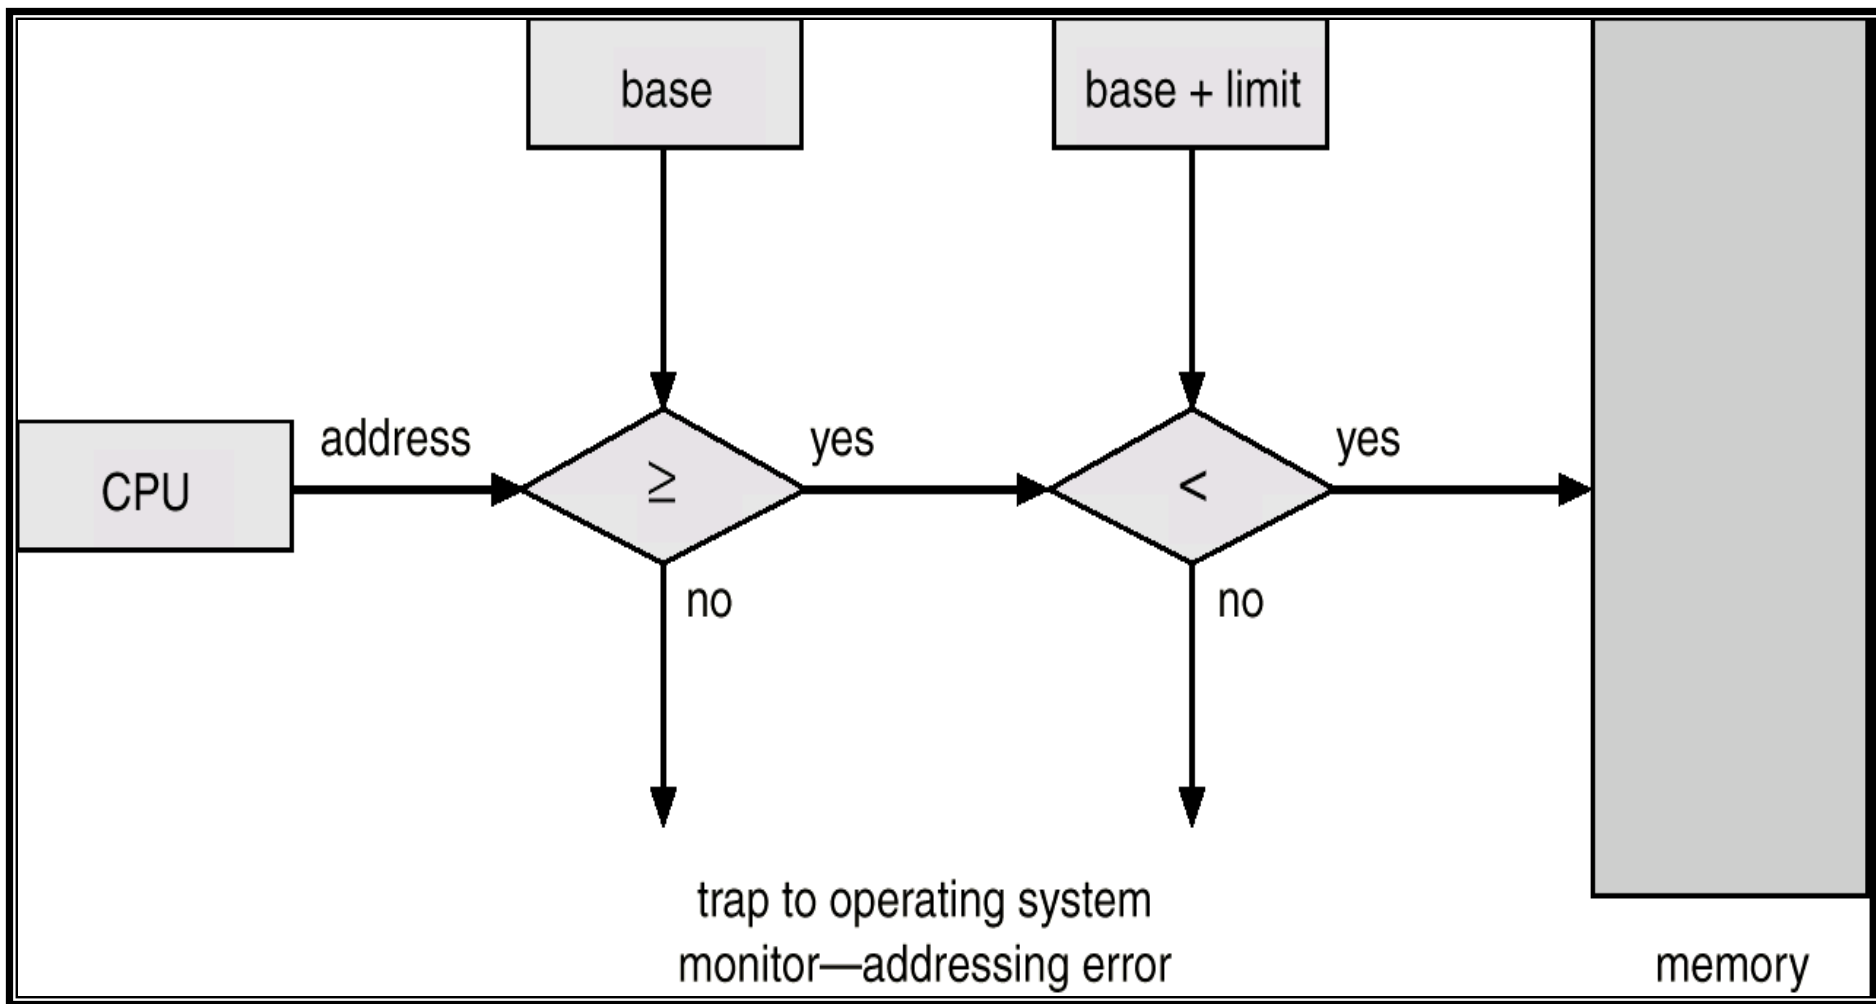 base
base + limit
address
yes
yes
CPU
≥
<
no
no
trap to operating system
monitor—addressing error
memory